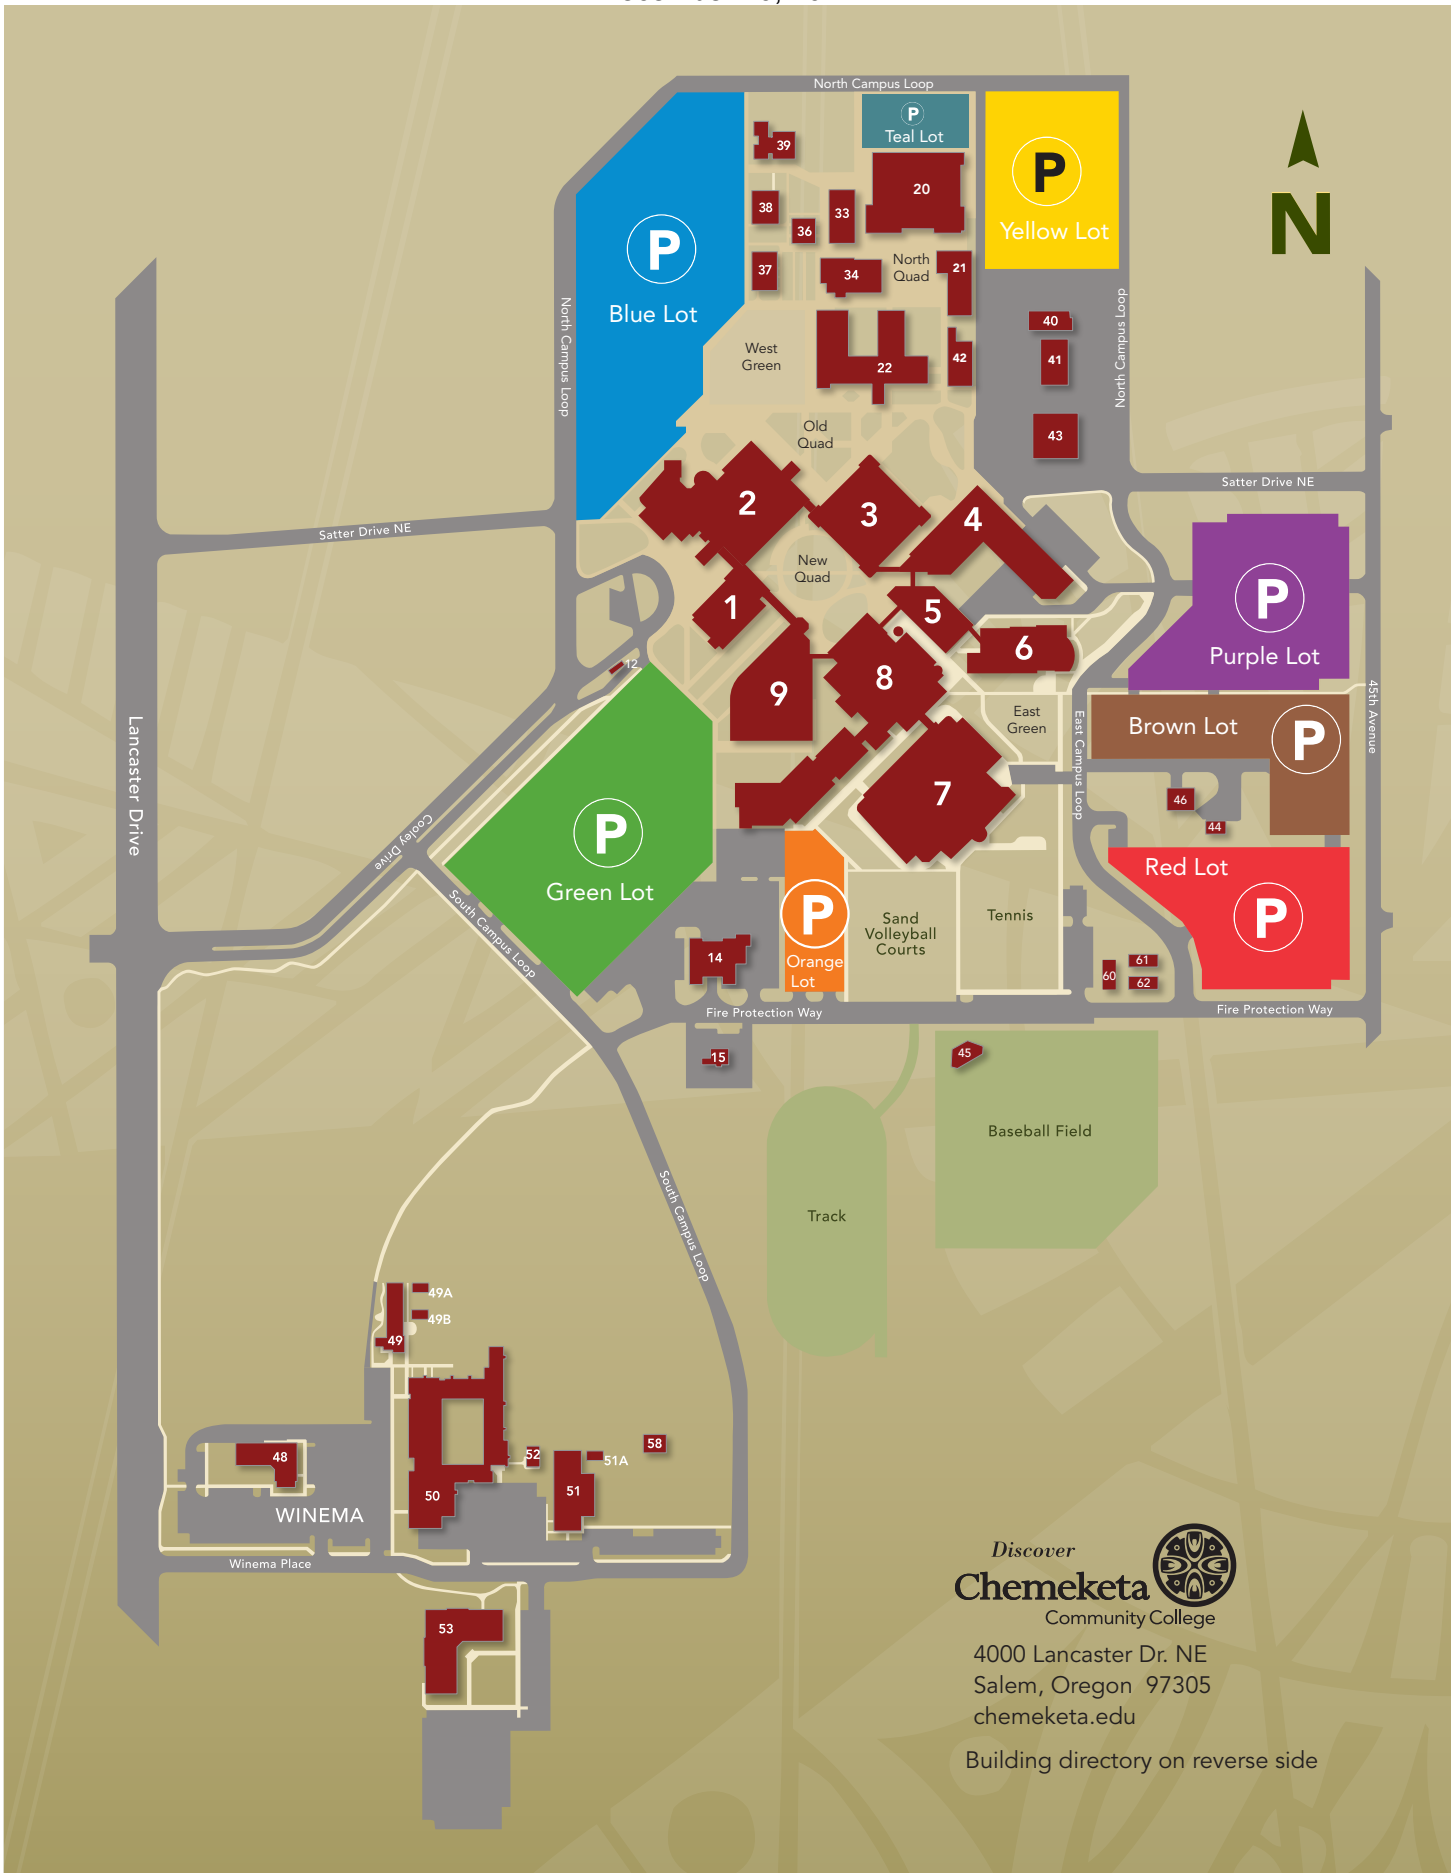 North Campus Loop
P
Teal Lot
39
20
P
Yellow Lot
N
38
33
36
P
Blue Lot
37
34
North
Quad
21
North Campus Loop
North Campus Loop
40
West
Green
22
42
41
Old
Quad
43
Satter Drive NE
2
3
4
Satter Drive NE
New
Quad
P
Purple Lot
1
5
6
12
8
9
East
Green
East Campus Loop
Brown Lot
P
45th Avenue
Lancaster Drive
7
46
44
Cooley Drive
P
Green Lot
Red Lot
P
South Campus Loop
P
Orange
Lot
Sand
Volleyball
Courts
Tennis
14
60
61
62
Fire Protection Way
Fire Protection Way
15
45
Baseball Field
Track
South Campus Loop
49A
49B
49
58
52
51A
48
50
51
WINEMA
Winema Place
53
Discover
Chemeketa
Community College
4000 Lancaster Dr. NE
Salem, Oregon 97305
chemeketa.edu
Building directory on reverse side